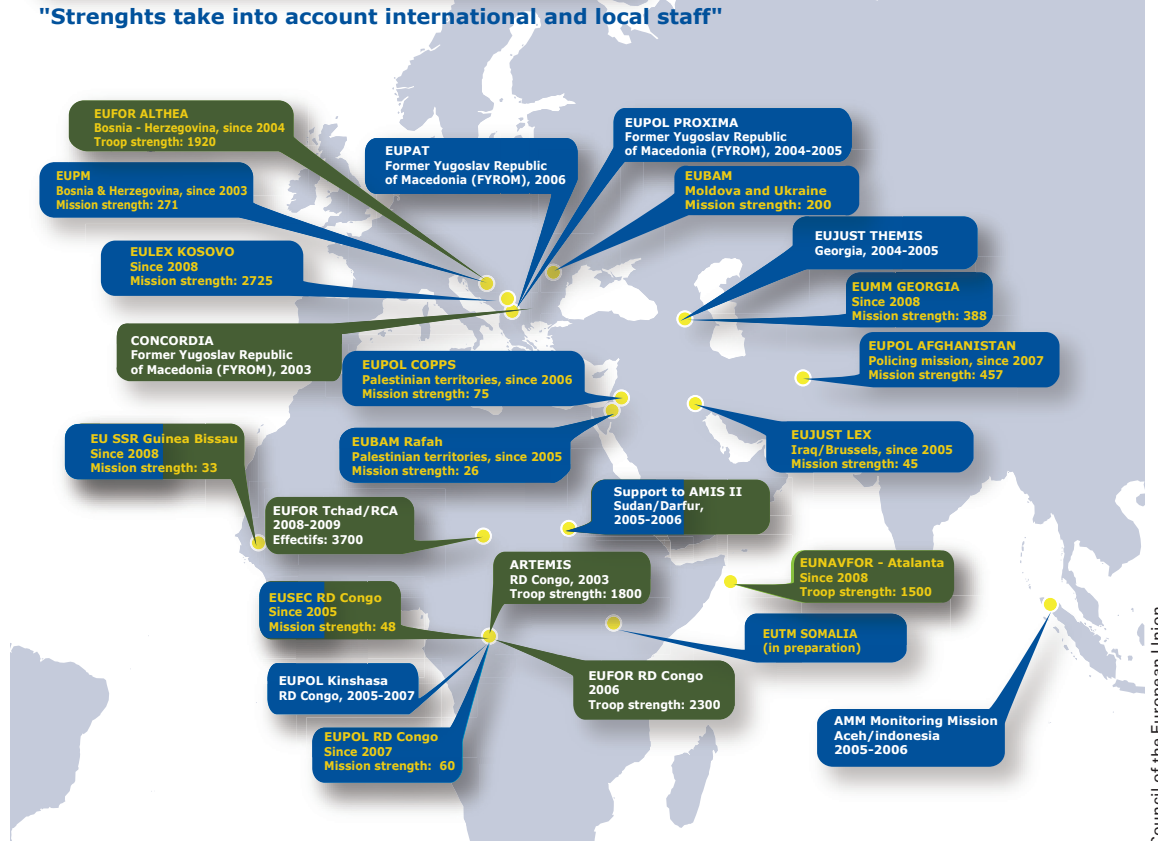 "Strenghts take into account international and local staff"
EUFOR ALTHEA
Bosnia - Herzegovina, since 2004
Troop strength: 1920
EUPAT
Former Yugoslav Republic
of Macedonia (FYROM), 2006
EUPOL PROXIMA
Former Yugoslav Republic
of Macedonia (FYROM), 2004-2005
EUPM
Bosnia & Herzegovina, since 2003
Mission strength: 271
EUBAM
Moldova and Ukraine
Mission strength: 200
EULEX KOSOVO
Since 2008
Mission strength: 2725
EUJUST THEMIS
Georgia, 2004-2005
EUMM GEORGIA
Since 2008
Mission strength: 388
CONCORDIA
Former Yugoslav Republic
of Macedonia (FYROM), 2003
EUPOL AFGHANISTAN
Policing mission, since 2007
Mission strength: 457
EUPOL COPPS
Palestinian territories, since 2006
Mission strength: 75
EU SSR Guinea Bissau
Since 2008
Mission strength: 33
EUBAM Rafah
Palestinian territories, since 2005
Mission strength: 26
EUJUST LEX
Iraq/Brussels, since 2005
Mission strength: 45
EUFOR Tchad/RCA
2008-2009
Effectifs: 3700
Support to AMIS II
Sudan/Darfur,
2005-2006
ARTEMIS
RD Congo, 2003
Troop strength: 1800
EUNAVFOR - Atalanta
Since 2008
Troop strength: 1500
EUSEC RD Congo
Since 2005
Mission strength: 48
EUTM SOMALIA
(in preparation)
EUPOL Kinshasa
RD Congo, 2005-2007
EUFOR RD Congo
2006
Troop strength: 2300
EUPOL RD Congo
Since 2007
Mission strength: 60
AMM Monitoring Mission
Aceh/indonesia
2005-2006
Council of the European Union